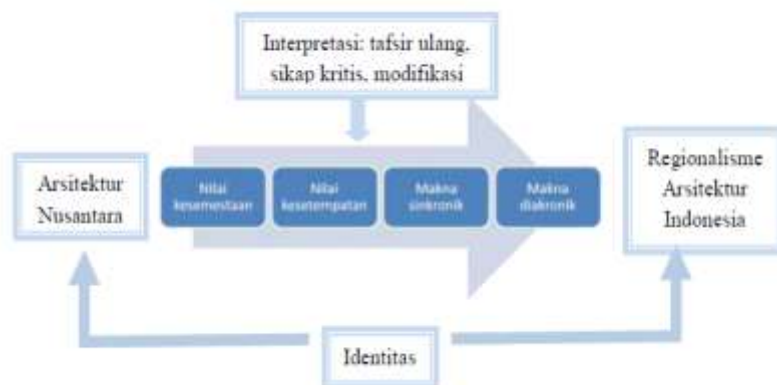 Interpretasi: tafsir ulang,
sikap kritis, modifikasi
Arsitektur
Nusantara
Nilai
kesemestaan
Nilai
kesetempatan
Makna
sinkronik
Makna
diakronik
Regionalisme
Arsitektur
Indonesia
Identitas